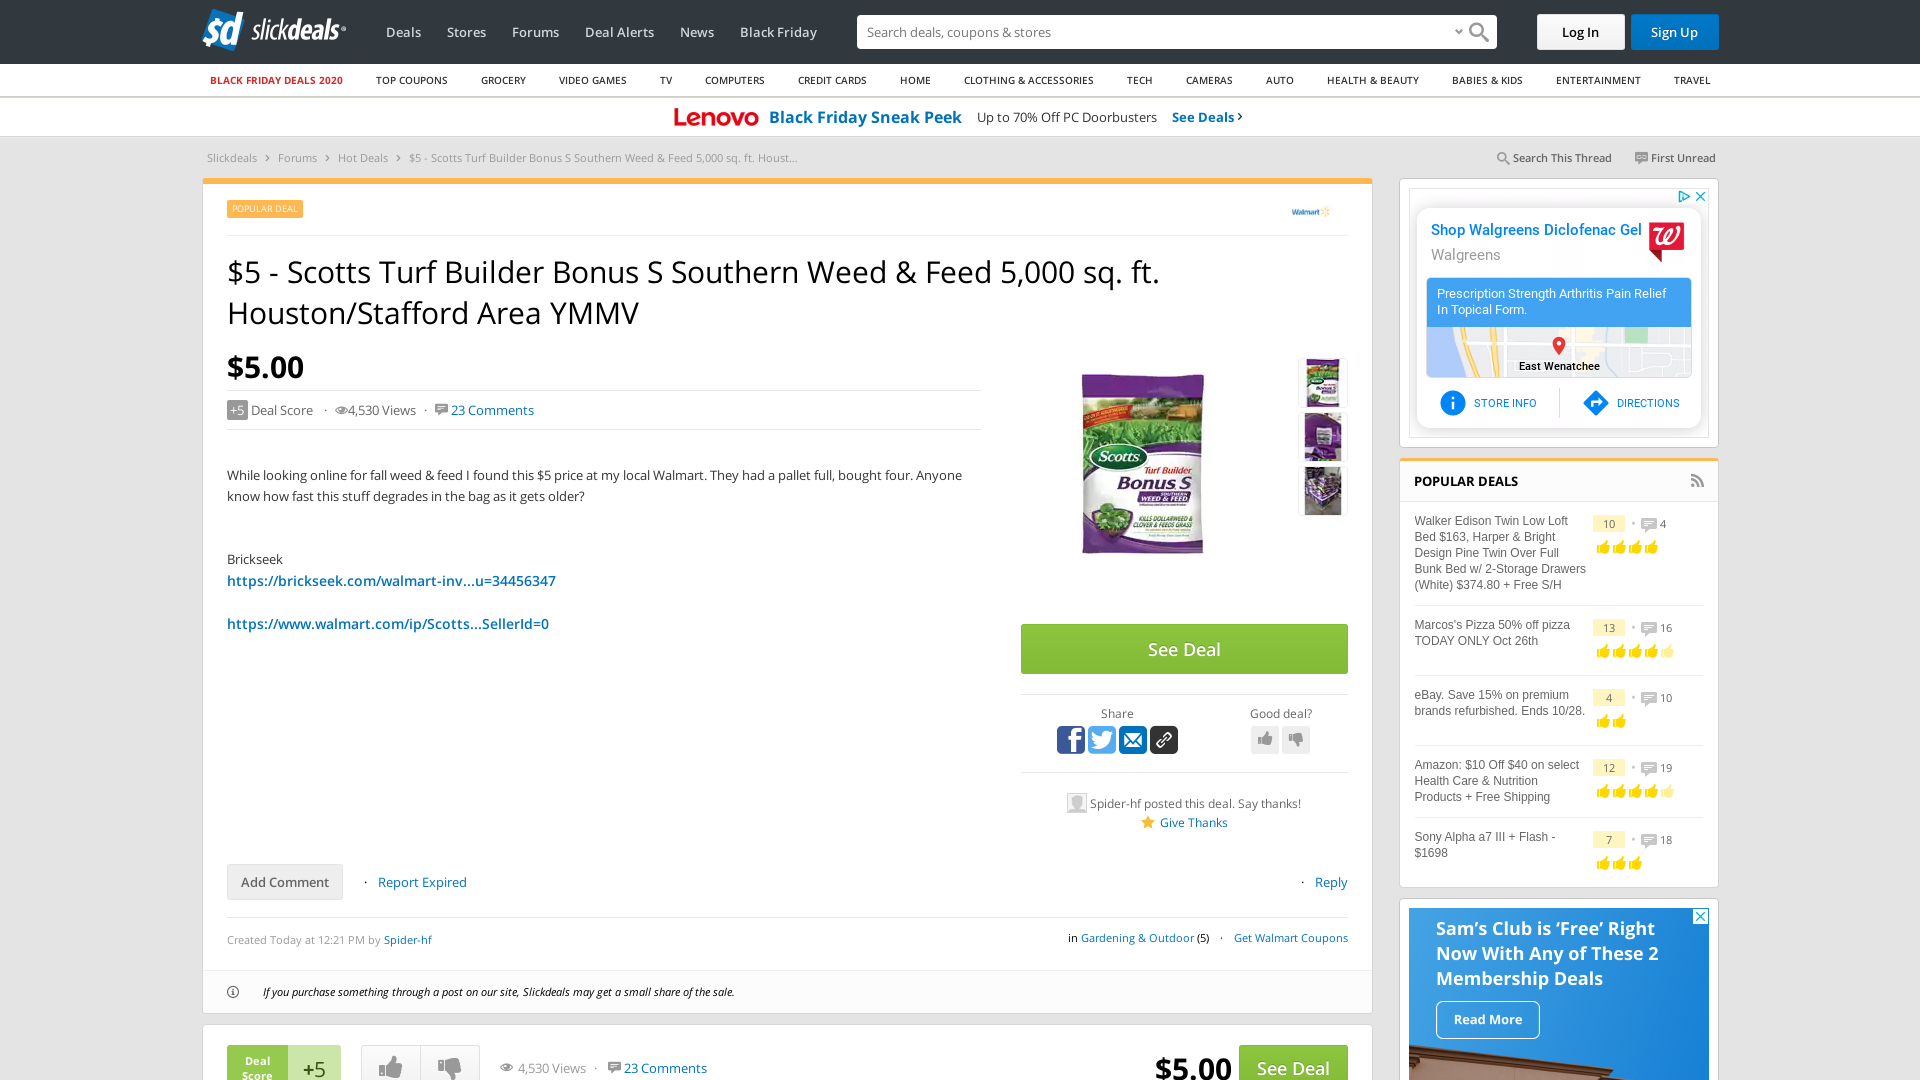 sd slickdeals
Deals Stores Forums Deal Alerts News Black Friday
Search deals, coupons & stores
Log In Sign Up
BLACK FRIDAY DEALS 2020 TOP COUPONS GROCERY VIDEO GAMES TV COMPUTERS CREDIT CARDS HOME CLOTHING & ACCESSORIES TECH CAMERAS AUTO HEALTH & BEAUTY BABIES & KIDS ENTERTAINMENT TRAVEL
Lenovo Black Friday Sneak Peek Up to 70% Off PC Doorbusters See Deals ›
Slickdeals › Forums › Hot Deals › $5 - Scotts Turf Builder Bonus S Southern Weed & Feed 5,000 sq. ft. Houst...
Search This Thread First Unread
POPULAR DEAL
Walmart
$5 - Scotts Turf Builder Bonus S Southern Weed & Feed 5,000 sq. ft.
Houston/Stafford Area YMMV
$5.00
+5 Deal Score · 4,530 Views · 23 Comments
While looking online for fall weed & feed I found this $5 price at my local Walmart. They had a pallet full, bought four. Anyone
know how fast this stuff degrades in the bag as it gets older?
Brickseek
https://brickseek.com/walmart-inv...u=34456347
https://www.walmart.com/ip/Scotts...SellerId=0
Scotts
Turf Builder
Bonus S
SOUTHERN
WEED & FEED
KILLS DOLLARWEED &
CLOVER & FEEDS GRASS
See Deal
Share Good deal?
Spider-hf posted this deal. Say thanks!
Give Thanks
Add Comment · Report Expired · Reply
Created Today at 12:21 PM by Spider-hf
in Gardening & Outdoor (5) · Get Walmart Coupons
If you purchase something through a post on our site, Slickdeals may get a small share of the sale.
Deal
Score
+5
4,530 Views · 23 Comments
$5.00 See Deal
Shop Walgreens Diclofenac Gel
Walgreens
Prescription Strength Arthritis Pain Relief
In Topical Form.
East Wenatchee
STORE INFO DIRECTIONS
POPULAR DEALS
Walker Edison Twin Low Loft
Bed $163, Harper & Bright
Design Pine Twin Over Full
Bunk Bed w/ 2-Storage Drawers
(White) $374.80 + Free S/H
10 · 4
Marcos's Pizza 50% off pizza
TODAY ONLY Oct 26th
13 · 16
eBay. Save 15% on premium
brands refurbished. Ends 10/28.
4 · 10
Amazon: $10 Off $40 on select
Health Care & Nutrition
Products + Free Shipping
12 · 19
Sony Alpha a7 III + Flash -
$1698
7 · 18
Sam's Club is 'Free' Right
Now With Any of These 2
Membership Deals
Read More